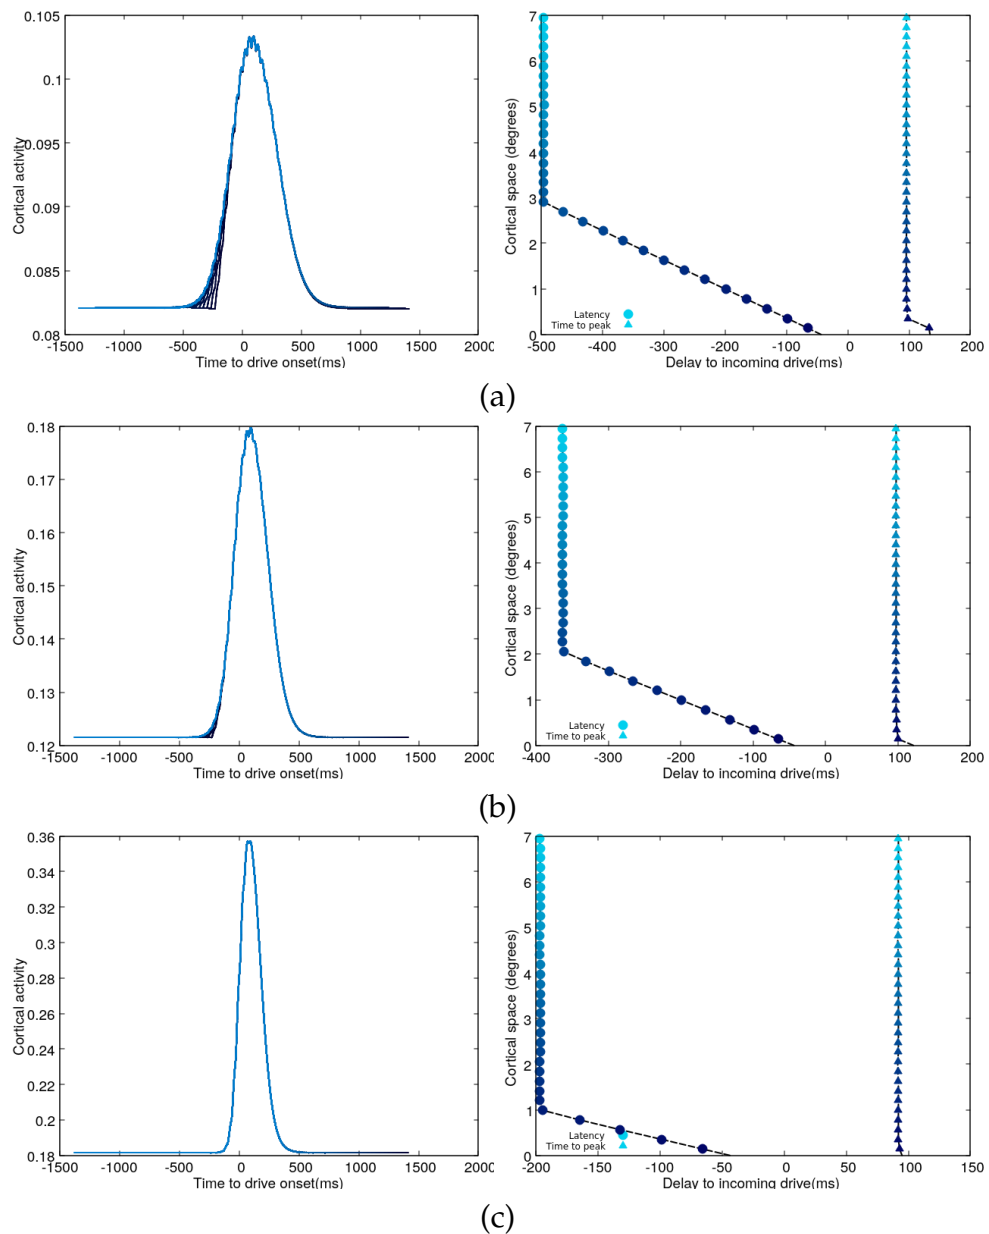 0.105
0.1
0.095
0.09
0.085
0.08
Cortical activity
-1500 -1000 -500 0 500 1000 1500 2000
Time to drive onset(ms)
7
6
5
4
3
2
1
0
Cortical space (degrees)
Latency
Time to peak
-500 -400 -300 -200 -100 0 100 200
Delay to incoming drive(ms)
(a)
0.18
0.17
0.16
0.15
0.14
0.13
0.12
Cortical activity
-1500 -1000 -500 0 500 1000 1500 2000
Time to drive onset(ms)
7
6
5
4
3
2
1
0
Cortical space (degrees)
Latency
Time to peak
-400 -300 -200 -100 0 100 200
Delay to incoming drive(ms)
(b)
0.36
0.34
0.32
0.3
0.28
0.26
0.24
0.22
0.2
0.18
Cortical activity
-1500 -1000 -500 0 500 1000 1500 2000
Time to drive onset(ms)
7
6
5
4
3
2
1
0
Cortical space (degrees)
Latency
Time to peak
-200 -150 -100 -50 0 50 100 150
Delay to incoming drive(ms)
(c)